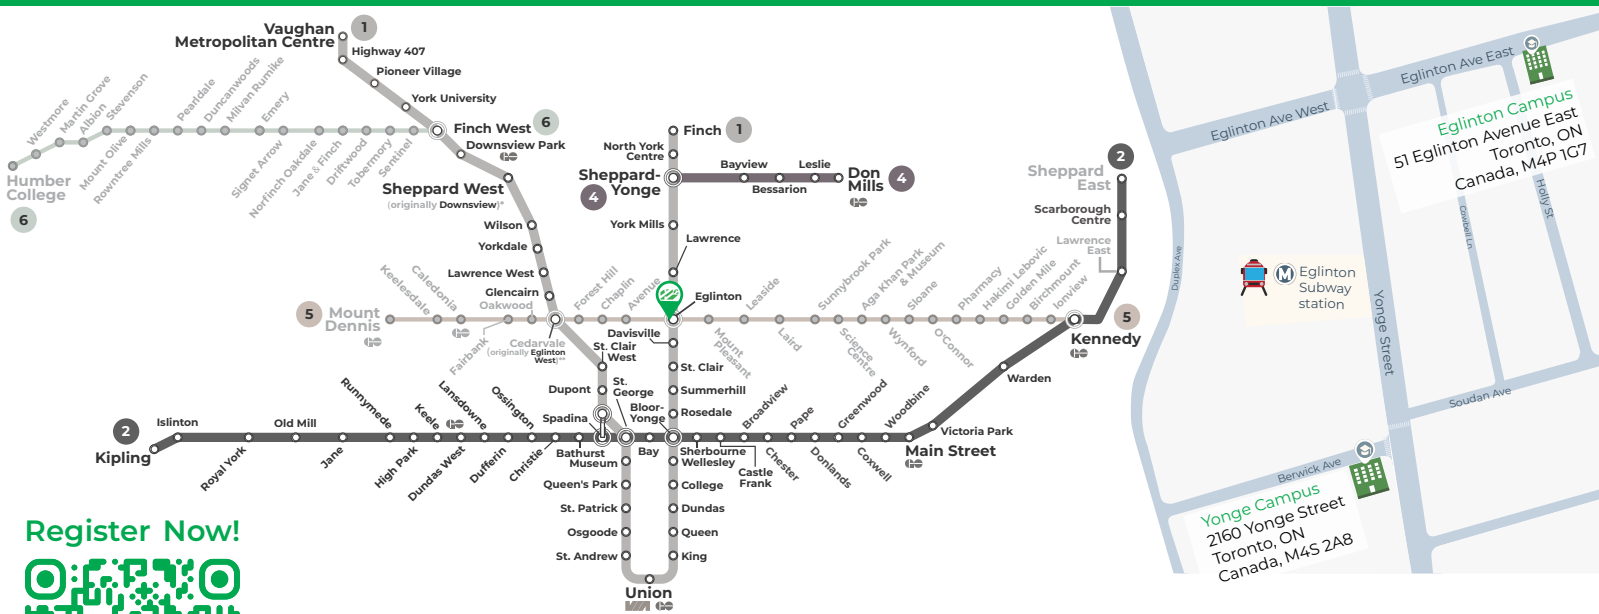 Vaughan
Metropolitan Centre
1
Highway 407
Pioneer Village
York University
Finch West
6
Downsview Park
Sheppard West
(originally Downsview)*
Wilson
Yorkdale
Lawrence West
Glencairn
Oakwood
Cedarvale
(originally Eglinton
West)**
St. Clair
West
Dupont
Spadina
St.
George
Museum
Queen's Park
St. Patrick
Osgoode
St. Andrew
Union
VIA
King
Queen
Dundas
College
Wellesley
Bloor-
Yonge
Rosedale
Summerhill
St. Clair
Davisville
Eglinton
Lawrence
York Mills
Sheppard-
Yonge
4
North York
Centre
Finch
1
Bayview
Bessarion
Leslie
Don
Mills
4
Humber
College
6
Westmore
Martin Grove
Albion
Stevenson
Mount Olive
Rowntree Mills
Pearldale
Duncanwoods
Milvan Rumike
Emery
Signet Arrow
Norfinch Oakdale
Jane & Finch
Driftwood
Tobermory
Sentinel
5
Mount
Dennis
Keelesdale
Caledonia
Fairbank
Forest Hill
Chaplin
Avenue
Mount
Pleasant
Leaside
Laird
Sunnybrook Park
Science
Centre
Aga Khan Park
& Museum
Wynford
Sloane
O'Connor
Pharmacy
Hakimi Lebovic
Golden Mile
Birchmount
Ionview
5
Kennedy
2
Sheppard
East
Scarborough
Centre
Lawrence
East
Warden
Victoria Park
Main Street
Woodbine
Coxwell
Greenwood
Donlands
Pape
Chester
Broadview
Castle
Frank
Sherbourne
Bay
Bathurst
Christie
Ossington
Dufferin
Lansdowne
Dundas West
Keele
High Park
Runnymede
Jane
Old Mill
Royal York
Islinton
2
Kipling
Register Now!
Eglinton Ave West
Eglinton Ave East
Eglinton Campus
51 Eglinton Avenue East
Toronto, ON
Canada, M4P 1G7
Holly St
Cowbell Ln
Duplex Ave
M
Eglinton
Subway
station
Yonge Street
Soudan Ave
Berwick Ave
Yonge Campus
2160 Yonge Street
Toronto, ON
Canada, M4S 2A8